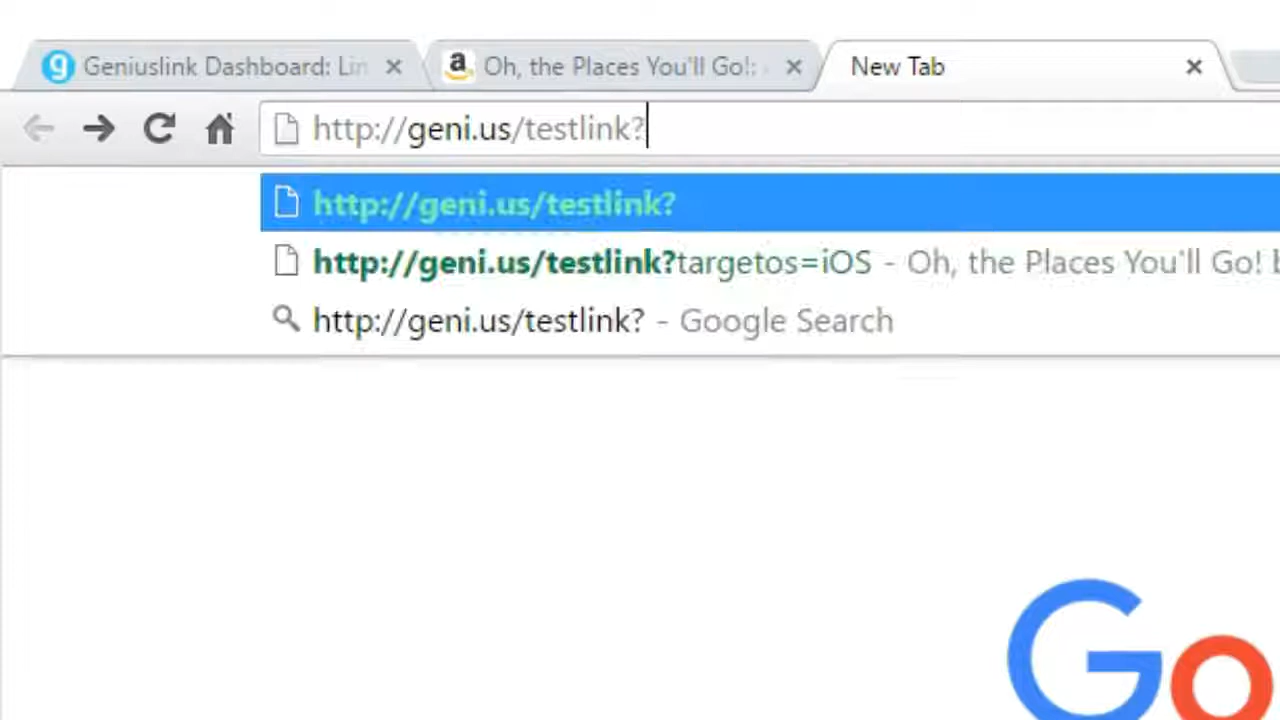 Geniuslink Dashboard: Lin
Oh, the Places You'll Go!:
New Tab
http://geni.us/testlink?
http://geni.us/testlink?
http://geni.us/testlink?targetos=iOS - Oh, the Places You'll Go! b
http://geni.us/testlink? - Google Search
Go